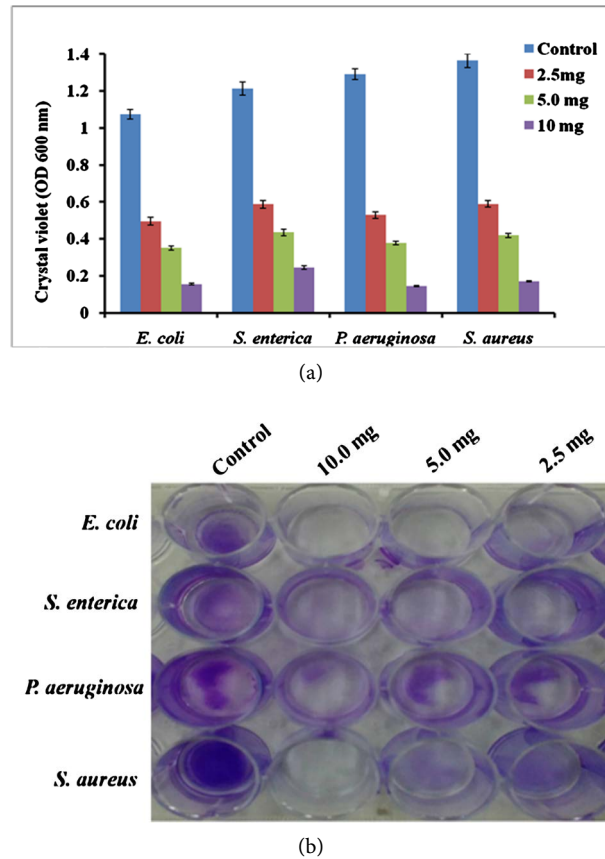 1.4
1.2
1
0.8
0.6
0.4
0.2
0
Crystal violet (OD 600 nm)
Control
2.5mg
5.0 mg
10 mg
E. coli S. enterica P. aeruginosa S. aureus
(a)
Control 10.0 mg 5.0 mg 2.5 mg
E. coli
S. enterica
P. aeruginosa
S. aureus
(b)